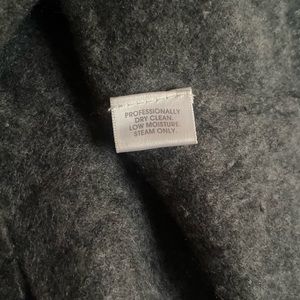 PROFESSIONALLY
DRY CLEAN.
LOW MOISTURE.
STEAM ONLY.